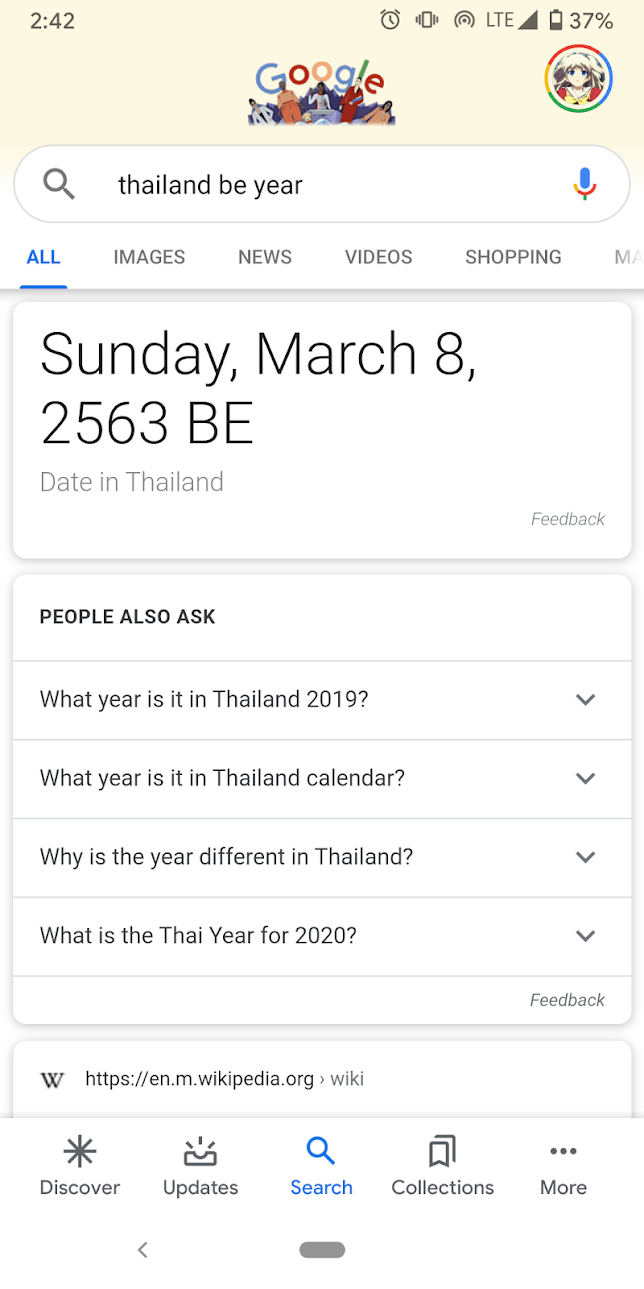 2:42 LTE 37%
Google
thailand be year
ALL IMAGES NEWS VIDEOS SHOPPING MA
Sunday, March 8,
2563 BE
Date in Thailand
Feedback
PEOPLE ALSO ASK
What year is it in Thailand 2019?
What year is it in Thailand calendar?
Why is the year different in Thailand?
What is the Thai Year for 2020?
Feedback
W https://en.m.wikipedia.org › wiki
Discover Updates Search Collections More